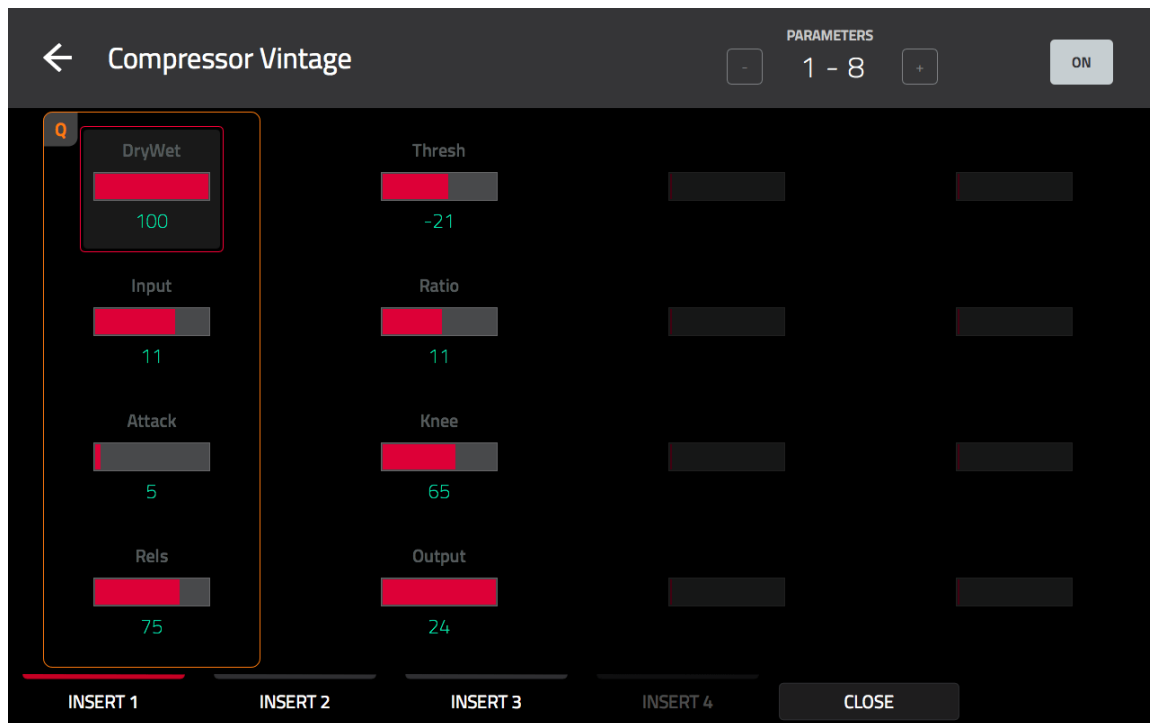 Compressor Vintage
PARAMETERS
- 1 - 8 +
ON
Q
DryWet
100
Thresh
-21
Input
11
Ratio
11
Attack
5
Knee
65
Rels
75
Output
24
INSERT 1 INSERT 2 INSERT 3 INSERT 4 CLOSE